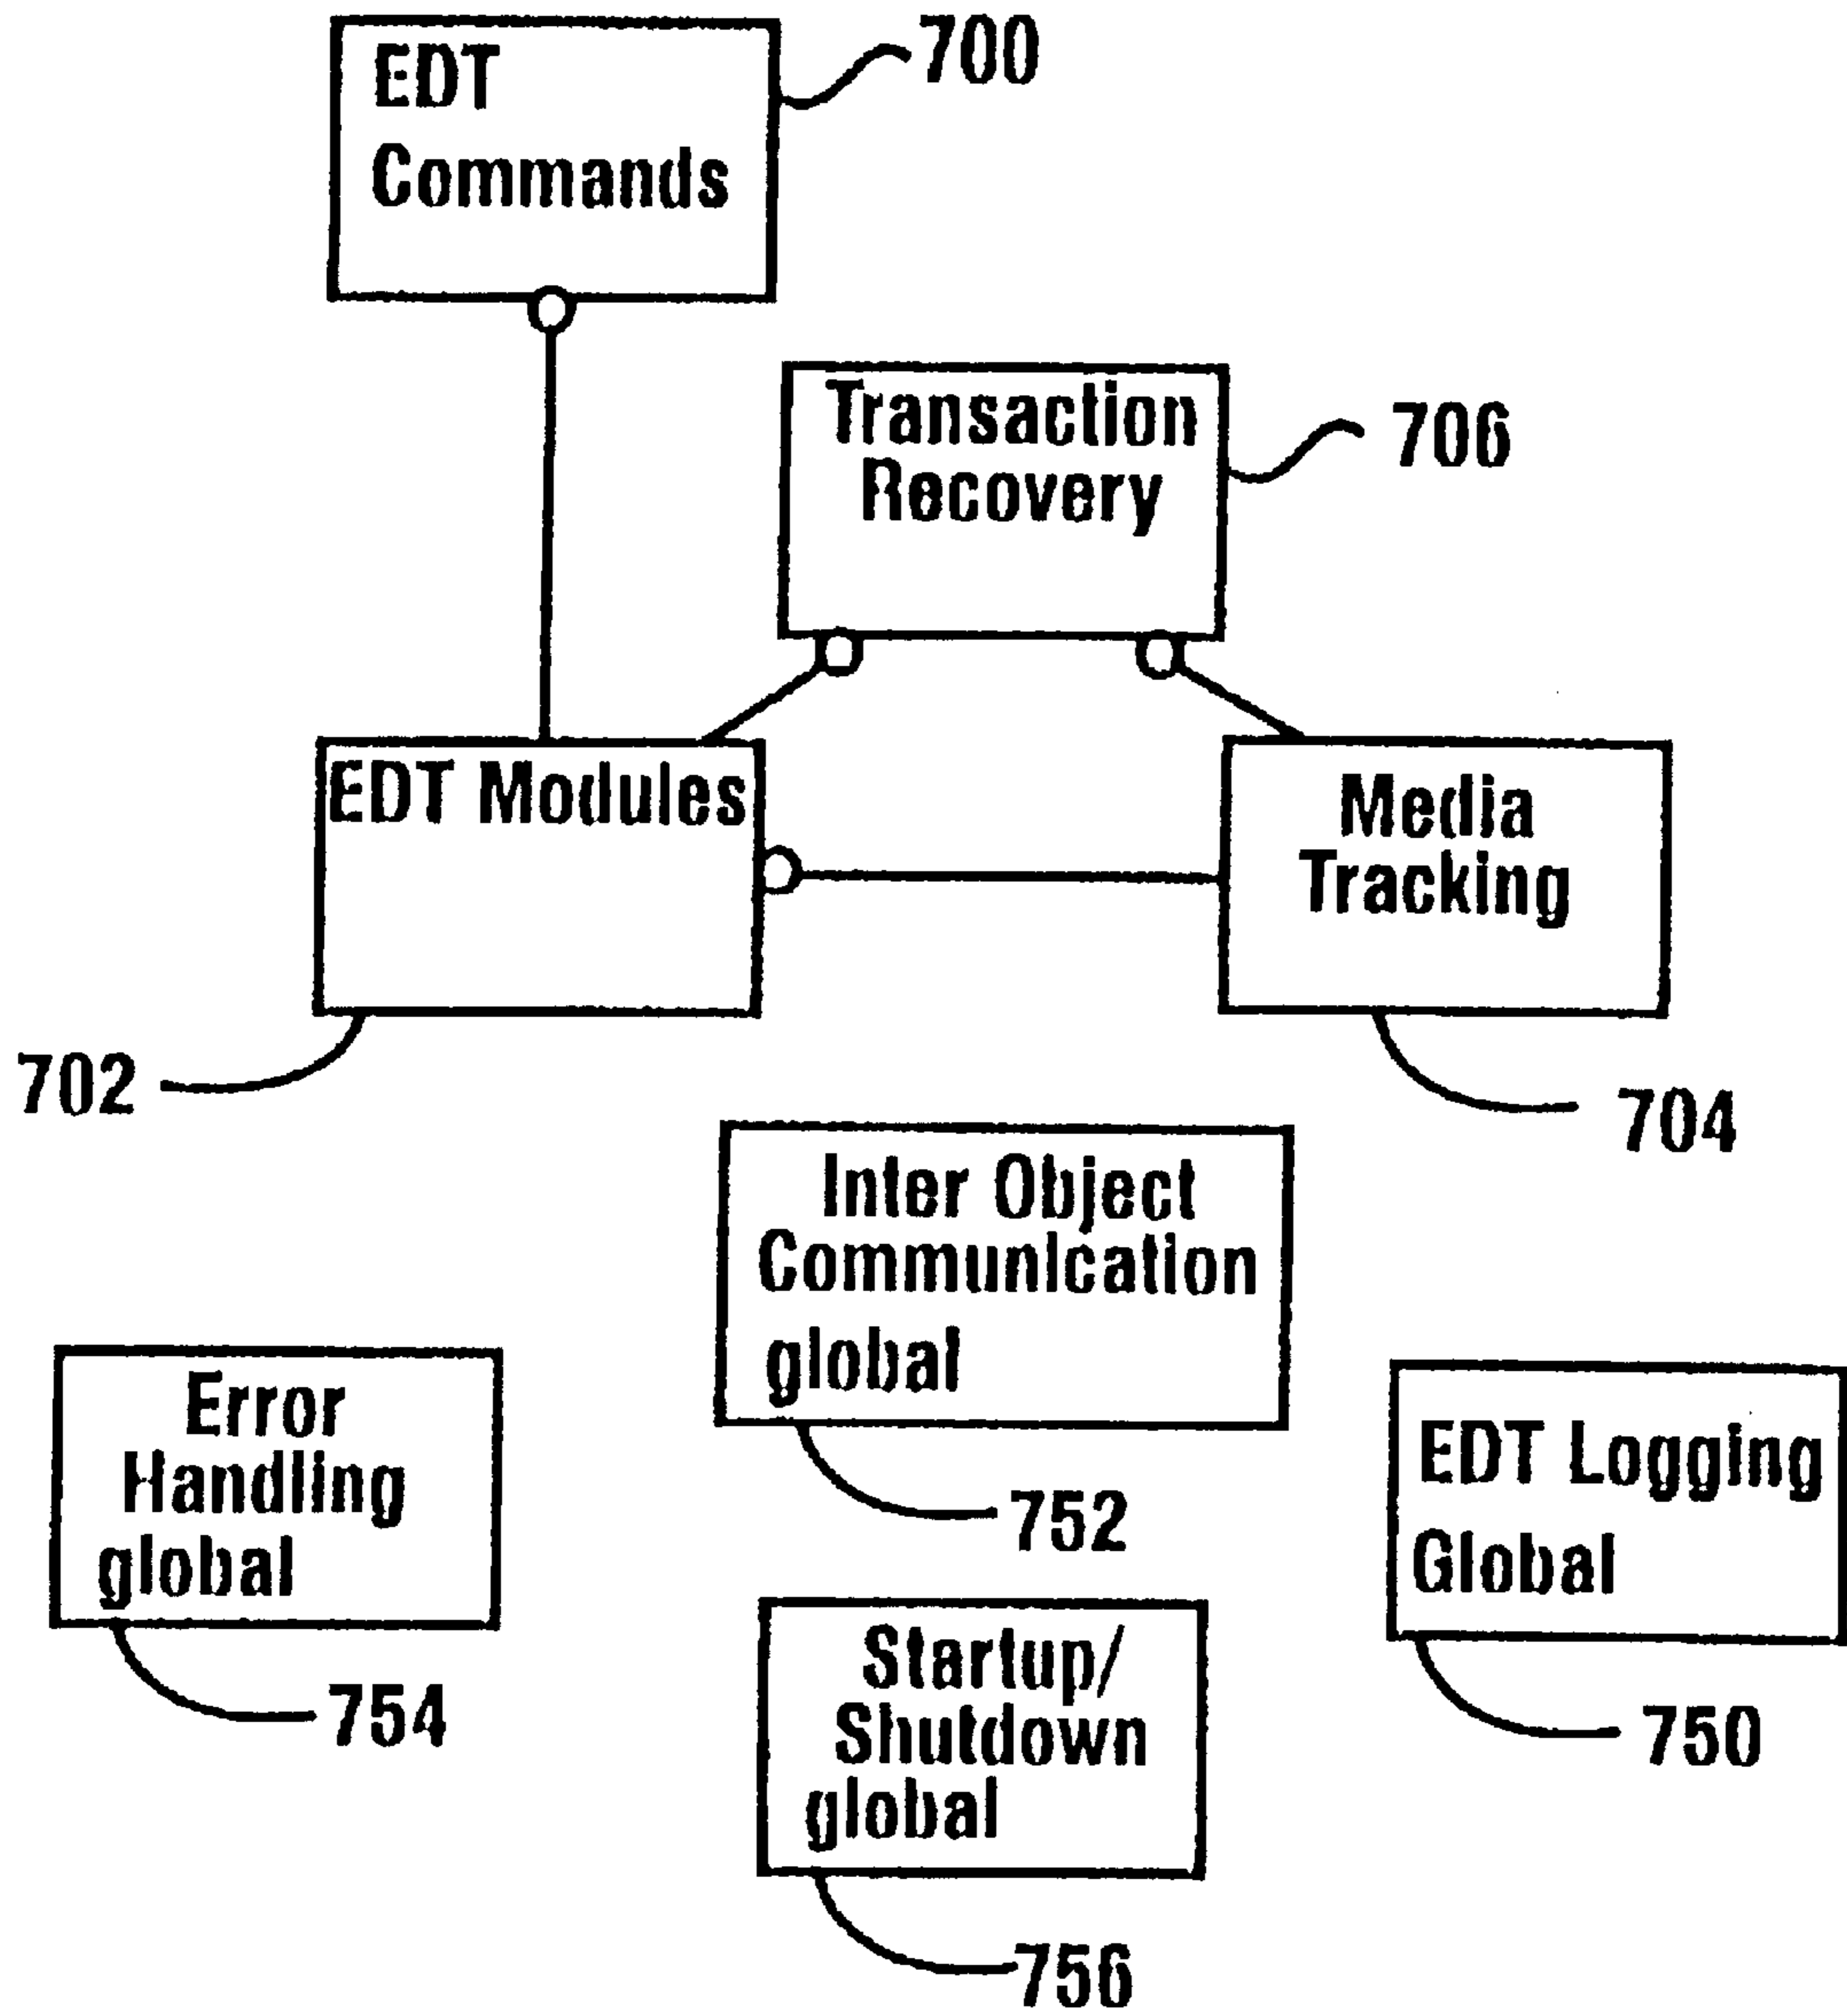 EDT
Commands
700
Transaction
Recovery
706
EDT Modules
Media
Tracking
702
704
Inter Object
Communication
global
752
Error
Handling
global
754
EDT Logging
Global
750
Startup/
Shutdown
global
756